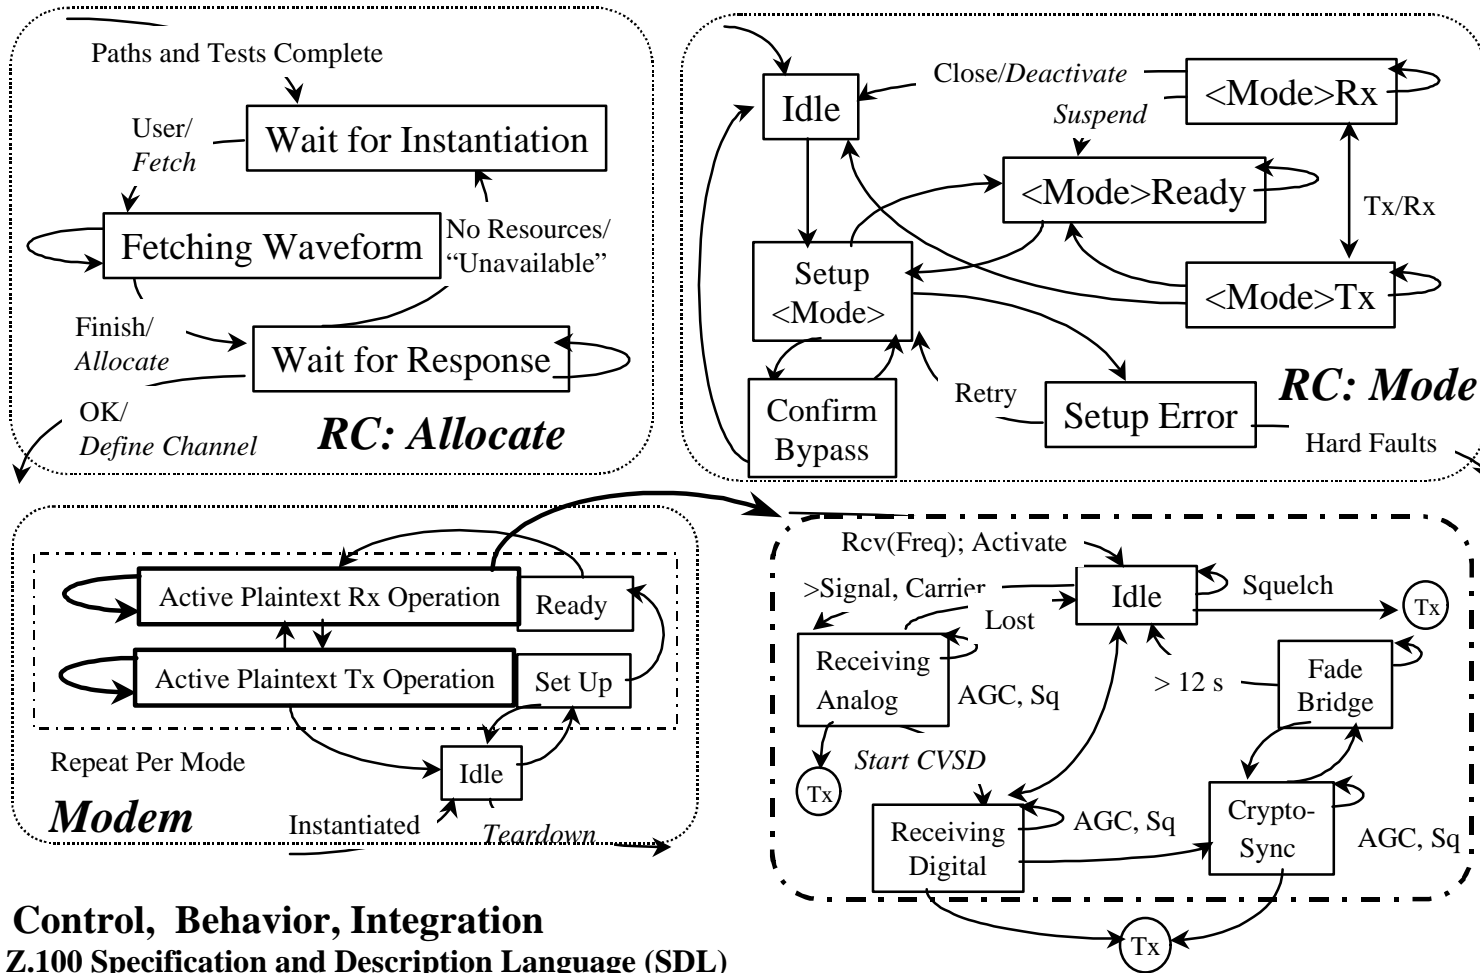 Paths and Tests Complete
User/
Fetch
Wait for Instantiation
Fetching Waveform
No Resources/
“Unavailable”
Finish/
Allocate
Wait for Response
OK/
Define Channel
RC: Allocate
Idle
Close/Deactivate
<Mode>Rx
Suspend
<Mode>Ready
Tx/Rx
Setup
<Mode>
<Mode>Tx
Confirm
Bypass
Retry
Setup Error
RC: Mode
Hard Faults
Active Plaintext Rx Operation
Ready
Active Plaintext Tx Operation
Set Up
Repeat Per Mode
Idle
Modem
Instantiated
Teardown
Rcv(Freq); Activate
>Signal, Carrier
Lost
Idle
Squelch
Tx
Receiving
Analog
AGC, Sq
> 12 s
Fade
Bridge
Start CVSD
Tx
Receiving
Digital
AGC, Sq
Crypto-
Sync
AGC, Sq
Tx
Control, Behavior, Integration
Z.100 Specification and Description Language (SDL)